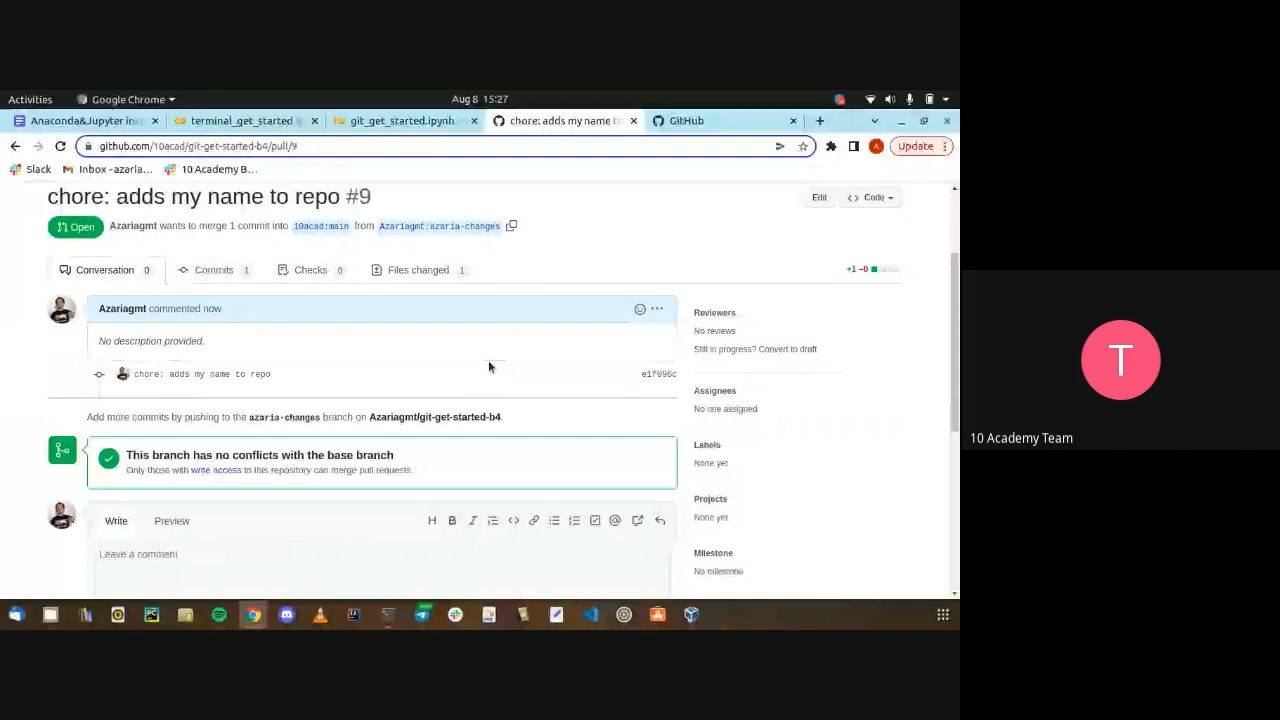 Activities Google Chrome Aug 8 15:27
Anaconda&Jupyter in terminal_get_started git_get_started.ipynb chore: adds my name to GitHub
github.com/10acad/git-get-started-b4/pull/9 Update
Slack Inbox - azaria... 10 Academy B...
chore: adds my name to repo #9
Edit Code
Open Azariagmt wants to merge 1 commit into 10acad:main from Azariagmt:azaria-changes
Conversation 0 Commits 1 Checks 0 Files changed 1 +1 −0
Azariagmt commented now
No description provided.
chore: adds my name to repo e1f096c
Add more commits by pushing to the azaria-changes branch on Azariagmt/git-get-started-b4.
This branch has no conflicts with the base branch
Only those with write access to this repository can merge pull requests.
Write Preview H B I
Leave a comment
Reviewers
No reviews
Still in progress? Convert to draft
Assignees
No one assigned
Labels
None yet
Projects
None yet
Milestone
No milestone
T
10 Academy Team